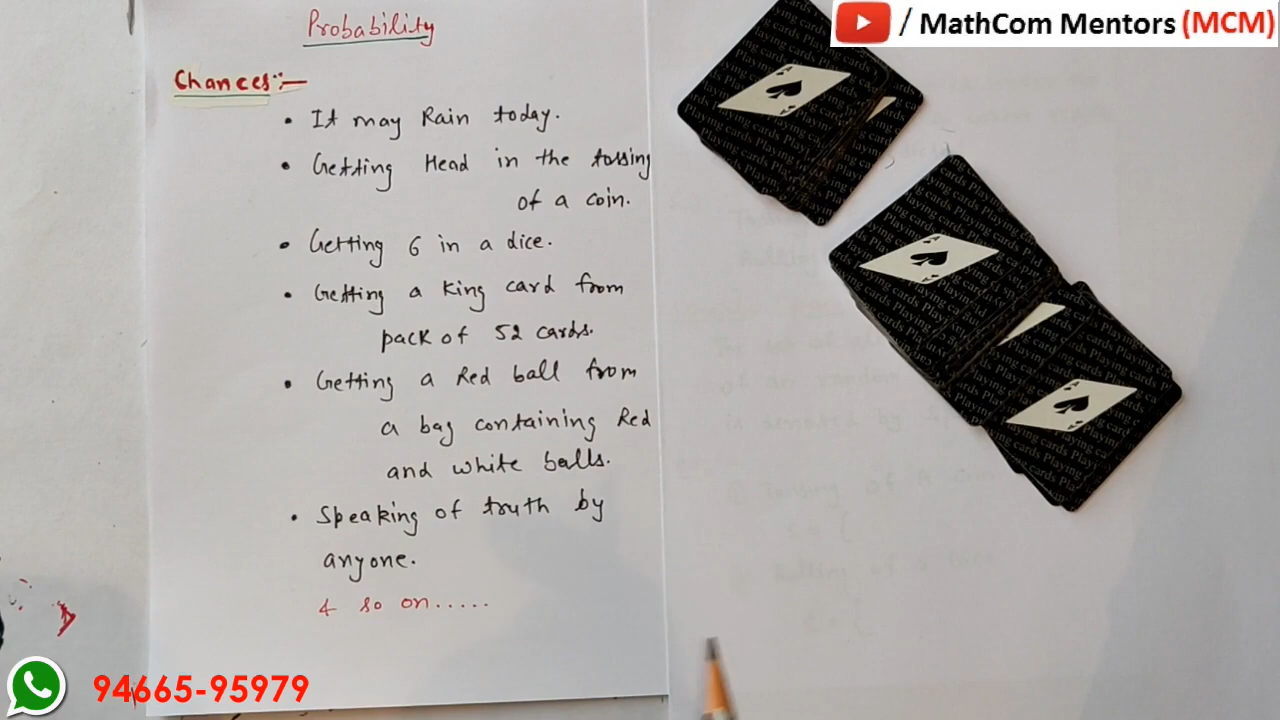 / MathCom Mentors (MCM)
Probability
Chances:-
• It may Rain today.
• Getting Head in the tossing
of a coin.
• Getting 6 in a dice.
• Getting a King card from
pack of 52 cards.
• Getting a Red ball from
a bag containing Red
and white balls.
• Speaking of truth by
anyone.
& so on.....
94665-95979
Playing cards